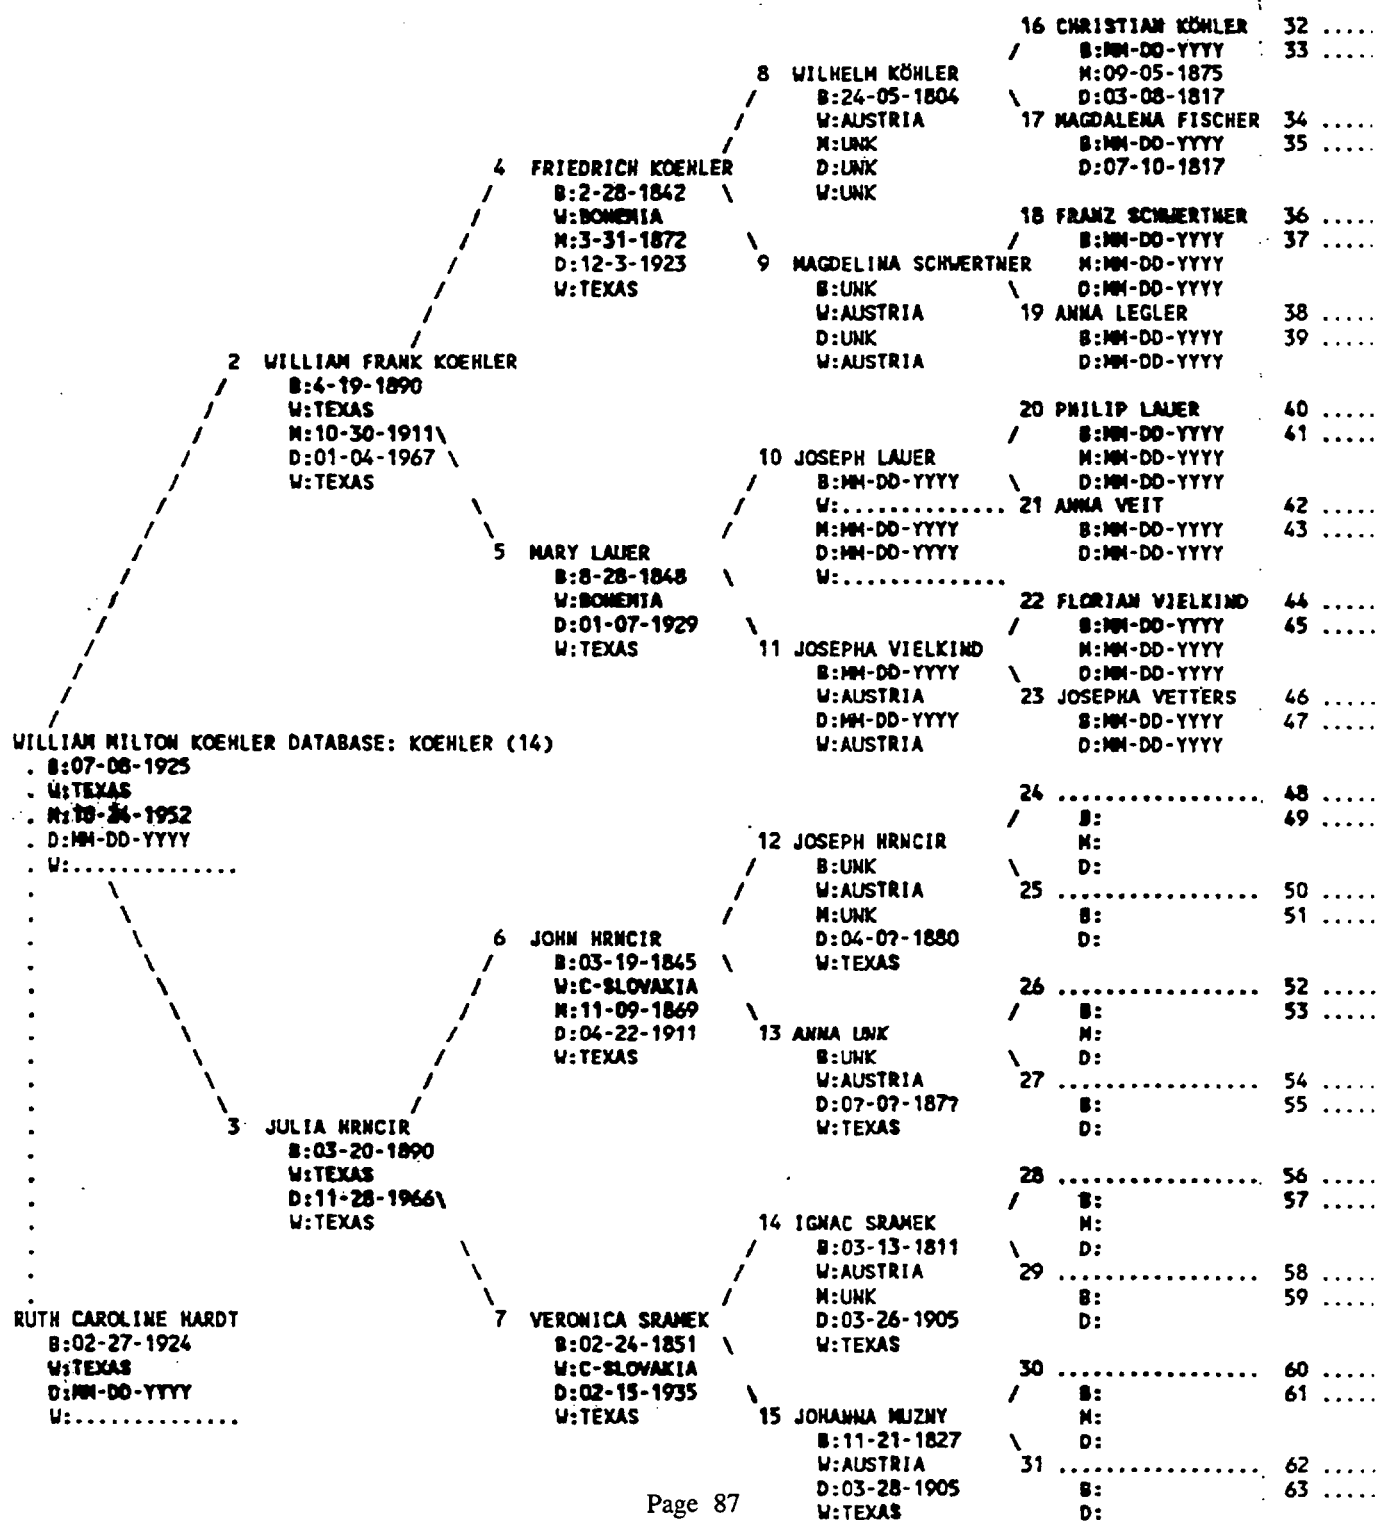 16 CHRISTIAN KÖHLER 32 .....
B:MM-DD-YYYY 33 .....
8 WILHELM KÖHLER M:09-05-1875
B:24-05-1804 D:03-08-1817
W:AUSTRIA 17 MAGDALENA FISCHER 34 .....
M:UNK B:MM-DD-YYYY 35 .....
4 FRIEDRICH KOEHLER D:UNK D:07-10-1817
B:2-28-1842 W:UNK
W:BOHEMIA 18 FRANZ SCHWERTNER 36 .....
M:3-31-1872 B:MM-DD-YYYY 37 .....
D:12-3-1923 9 MAGDELINA SCHWERTNER M:MM-DD-YYYY
W:TEXAS B:UNK D:MM-DD-YYYY
W:AUSTRIA 19 ANNA LEGLER 38 .....
D:UNK B:MM-DD-YYYY 39 .....
2 WILLIAM FRANK KOEHLER W:AUSTRIA D:MM-DD-YYYY
B:4-19-1890
W:TEXAS 20 PHILIP LAUER 40 .....
M:10-30-1911 B:MM-DD-YYYY 41 .....
D:01-04-1967 10 JOSEPH LAUER M:MM-DD-YYYY
W:TEXAS B:MM-DD-YYYY D:MM-DD-YYYY
W:.............. 21 ANNA VEIT 42 .....
M:MM-DD-YYYY B:MM-DD-YYYY 43 .....
5 MARY LAUER D:MM-DD-YYYY D:MM-DD-YYYY
B:8-28-1848 W:..............
W:BOHEMIA 22 FLORIAN VIELKIND 44 .....
D:01-07-1929 B:MM-DD-YYYY 45 .....
W:TEXAS 11 JOSEPHA VIELKIND M:MM-DD-YYYY
B:MM-DD-YYYY D:MM-DD-YYYY
W:AUSTRIA 23 JOSEPHA VETTERS 46 .....
D:MM-DD-YYYY B:MM-DD-YYYY 47 .....
WILLIAM MILTON KOEHLER DATABASE: KOEHLER (14) W:AUSTRIA D:MM-DD-YYYY
B:07-08-1925
W:TEXAS 24 ................. 48 .....
M:10-24-1952 B: 49 .....
D:MM-DD-YYYY 12 JOSEPH HRNCIR M:
W:.............. B:UNK D:
W:AUSTRIA 25 ................. 50 .....
M:UNK B: 51 .....
6 JOHN HRNCIR D:04-0?-1880 D:
B:03-19-1845 W:TEXAS
W:C-SLOVAKIA 26 ................. 52 .....
M:11-09-1869 B: 53 .....
D:04-22-1911 13 ANNA UNK M:
W:TEXAS B:UNK D:
W:AUSTRIA 27 ................. 54 .....
D:0?-0?-187? B: 55 .....
3 JULIA HRNCIR W:TEXAS D:
B:03-20-1890
W:TEXAS 28 ................. 56 .....
D:11-28-1966 B: 57 .....
W:TEXAS 14 IGNAC SRAMEK M:
B:03-13-1811 D:
W:AUSTRIA 29 ................. 58 .....
M:UNK B: 59 .....
RUTH CAROLINE HARDT 7 VERONICA SRAMEK D:03-26-1905 D:
B:02-27-1924 B:02-24-1851 W:TEXAS
W:TEXAS W:C-SLOVAKIA 30 ................. 60 .....
D:MM-DD-YYYY D:02-15-1935 B: 61 .....
W:.............. W:TEXAS 15 JOHANNA MUZNY M:
B:11-21-1827 D:
W:AUSTRIA 31 ................. 62 .....
D:03-28-1905 B: 63 .....
Page 87 W:TEXAS D: